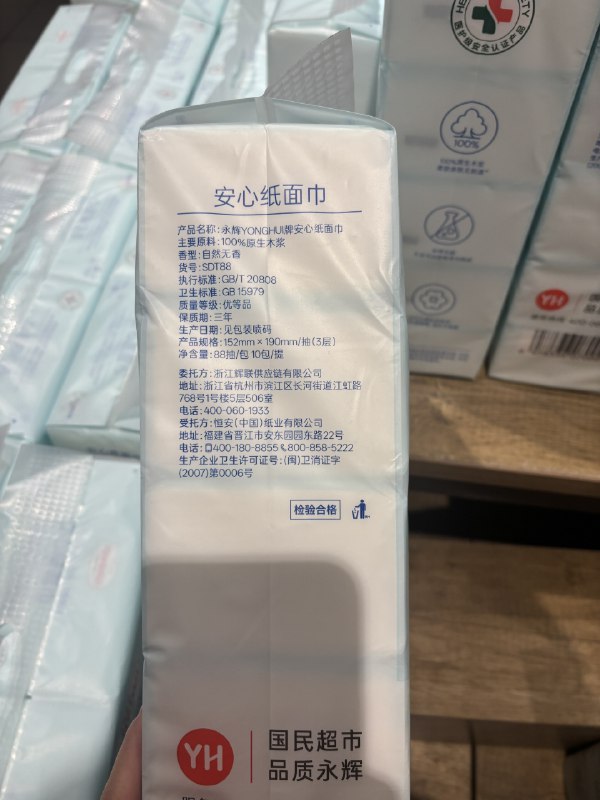 医护级安全认证产品
100%
安心纸面巾
产品名称:永辉YONGHUI牌安心纸面巾
主要原料:100%原生木浆
香型:自然无香
货号:SDT88
执行标准:GB/T 20808
卫生标准:GB 15979
质量等级:优等品
保质期:三年
生产日期:见包装喷码
产品规格:152mm×190mm/抽(3层)
净含量:88抽/包 10包/提
委托方:浙江辉联供应链有限公司
地址:浙江省杭州市滨江区长河街道江虹路
768号1号楼5层506室
电话:400-060-1933
受托方:恒安(中国)纸业有限公司
地址:福建省晋江市安东园园东路22号
电话:400-180-8855 800-858-5222
生产企业卫生许可证号:(闽)卫消证字
(2007)第0006号
检验合格
YH
国民超市
品质永辉
YH